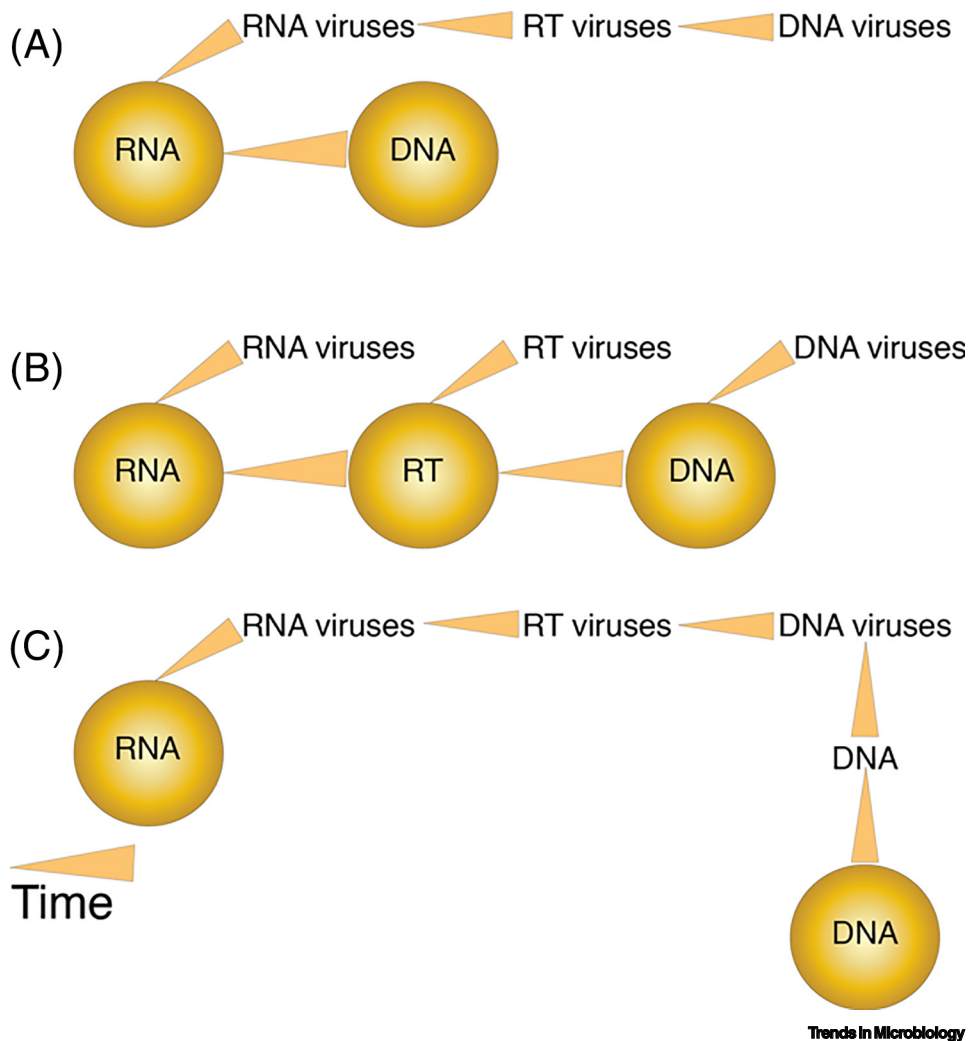 (A)
RNA viruses RT viruses DNA viruses
RNA DNA
(B)
RNA viruses RT viruses DNA viruses
RNA RT DNA
(C)
RNA viruses RT viruses DNA viruses
RNA
DNA
Time
DNA
Trends in Microbiology